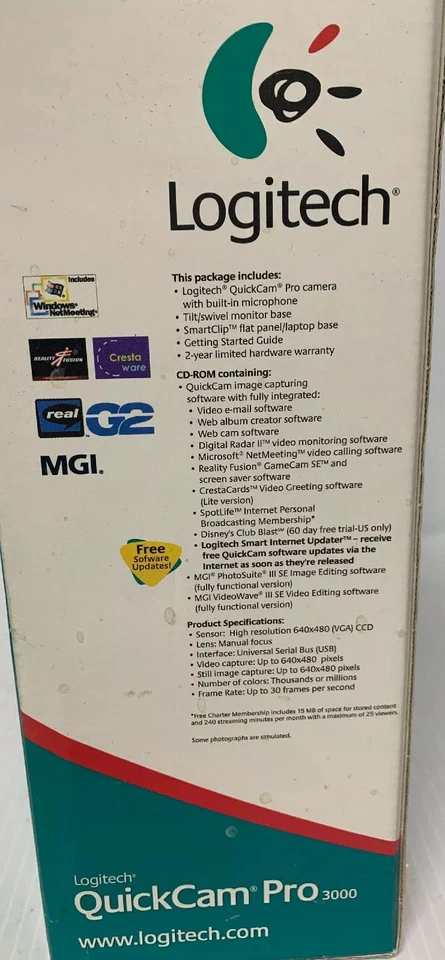 Logitech®
Includes
Windows®
NetMeeting®
REALITY FUSION
Cresta
ware
real G2
MGI.
This package includes:
• Logitech® QuickCam® Pro camera
with built-in microphone
• Tilt/swivel monitor base
• SmartClip™ flat panel/laptop base
• Getting Started Guide
• 2-year limited hardware warranty
CD-ROM containing:
• QuickCam image capturing
software with fully integrated:
• Video e-mail software
• Web album creator software
• Web cam software
• Digital Radar II™ video monitoring software
• Microsoft® NetMeeting™ video calling software
• Reality Fusion® GameCam SE™ and
screen saver software
• CrestaCards™ Video Greeting software
(Lite version)
• SpotLife™ Internet Personal
Broadcasting Membership*
• Disney's Club Blast™ (60 day free trial-US only)
• Logitech Smart Internet Updater™ – receive
free QuickCam software updates via the
Internet as soon as they're released
• MGI® PhotoSuite® III SE Image Editing software
(fully functional version)
• MGI VideoWave® III SE Video Editing software
(fully functional version)
Free
Sofware
Updates!
Product Specifications:
• Sensor: High resolution 640x480 (VGA) CCD
• Lens: Manual focus
• Interface: Universal Serial Bus (USB)
• Video capture: Up to 640x480 pixels
• Still image capture: Up to 640x480 pixels
• Number of colors: Thousands or millions
• Frame Rate: Up to 30 frames per second
*Free Charter Membership includes 15 MB of space for stored content
and 240 streaming minutes per month with a maximum of 25 viewers.
Some photographs are simulated.
Logitech®
QuickCam® Pro 3000
www.logitech.com